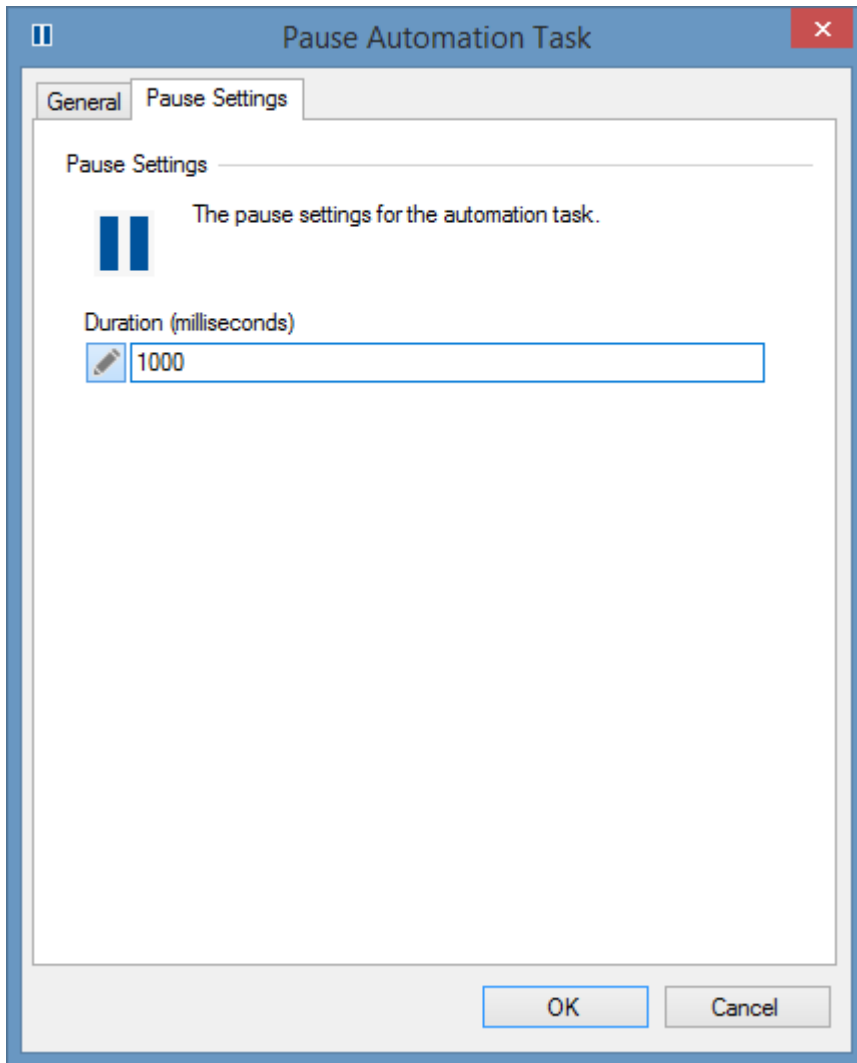 Pause Automation Task
General
Pause Settings
Pause Settings
The pause settings for the automation task.
Duration (milliseconds)
1000
OK
Cancel